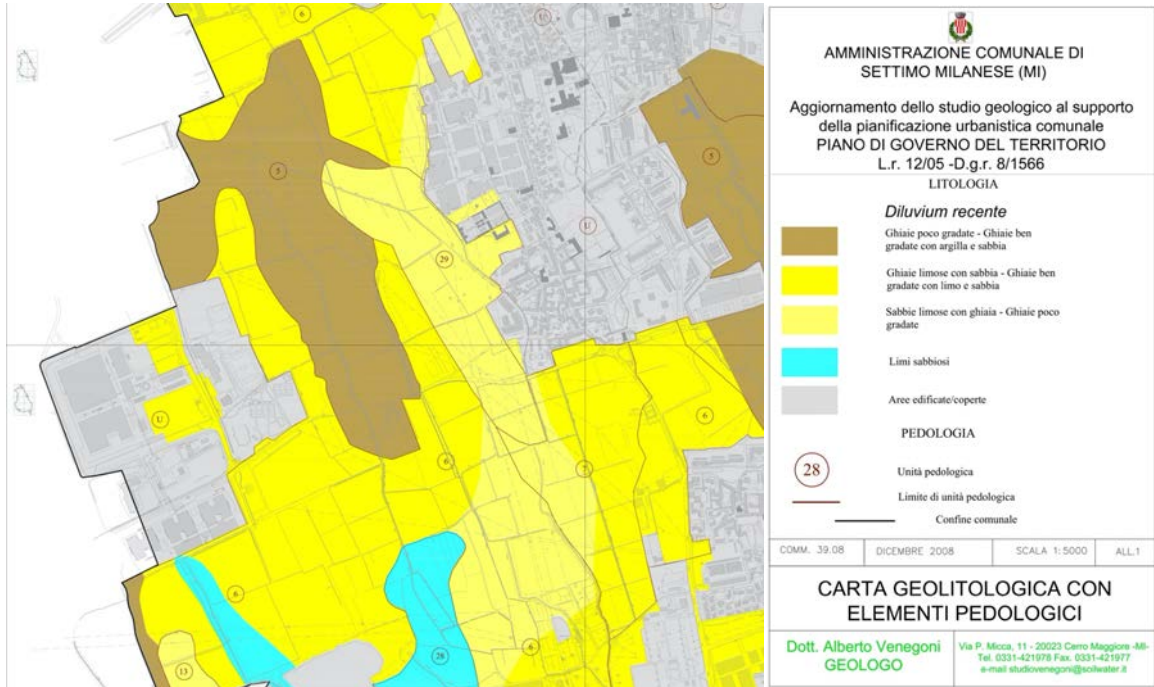 U
5
5
U
29
6
U
6
7
6
6
28
13
AMMINISTRAZIONE COMUNALE DI
SETTIMO MILANESE (MI)
Aggiornamento dello studio geologico al supporto
della pianificazione urbanistica comunale
PIANO DI GOVERNO DEL TERRITORIO
L.r. 12/05 -D.g.r. 8/1566
LITOLOGIA
Diluvium recente
Ghiaie poco gradate - Ghiaie ben
gradate con argilla e sabbia
Ghiaie limose con sabbia - Ghiaie ben
gradate con limo e sabbia
Sabbie limose con ghiaia - Ghiaie poco
gradate
Limi sabbiosi
Aree edificate/coperte
PEDOLOGIA
28 Unità pedologica
Limite di unità pedologica
Confine comunale
COMM. 39.08 DICEMBRE 2008 SCALA 1:5000 ALL.1
CARTA GEOLITOLOGICA CON
ELEMENTI PEDOLOGICI
Dott. Alberto Venegoni
GEOLOGO
Via P. Micca, 11 - 20023 Cerro Maggiore -MI-
Tel. 0331-421978 Fax. 0331-421977
e-mail studiovenegoni@soilwater.it